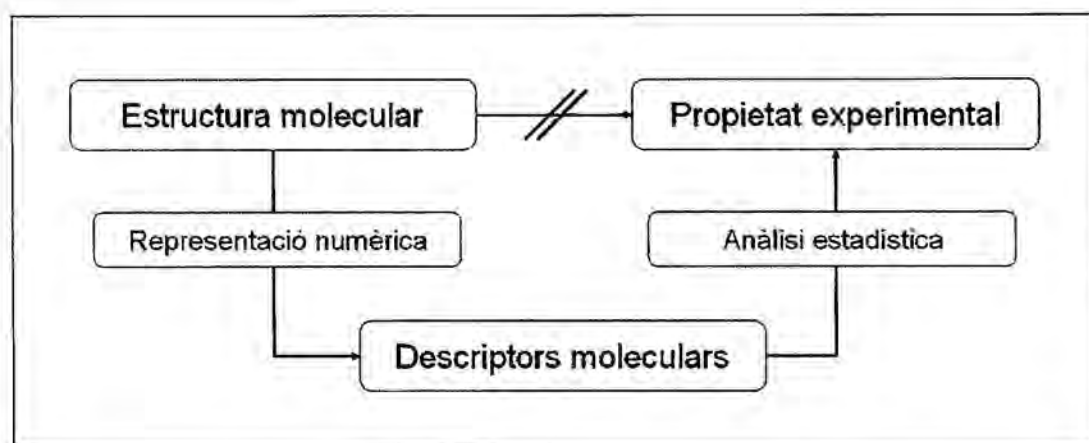 Estructura molecular
Propietat experimental
Representació numèrica
Anàlisi estadística
Descriptors moleculars